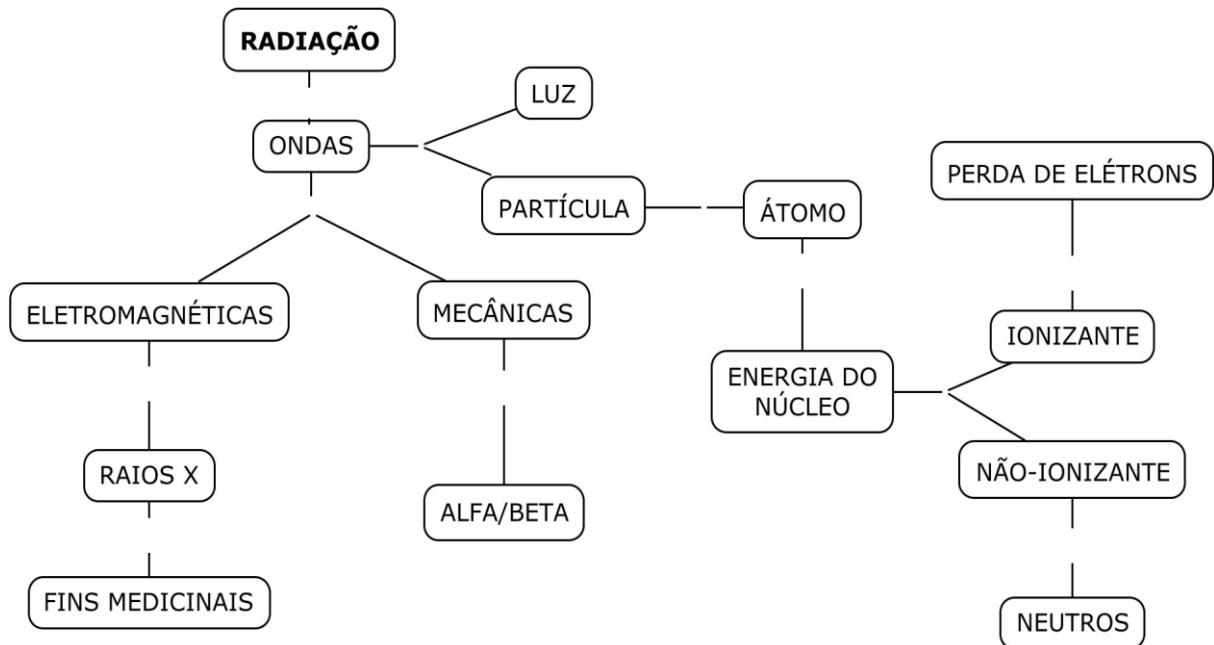 RADIAÇÃO
LUZ
ONDAS
PERDA DE ELÉTRONS
PARTÍCULA
ÁTOMO
ELETROMAGNÉTICAS
MECÂNICAS
IONIZANTE
ENERGIA DO
NÚCLEO
RAIOS X
NÃO-IONIZANTE
ALFA/BETA
FINS MEDICINAIS
NEUTROS